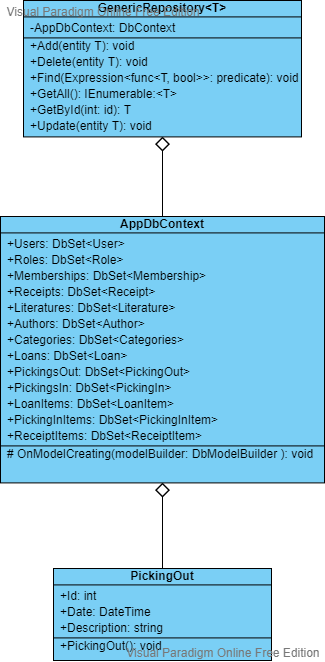 GenericRepository<T>
Visual Paradigm Online Free Edition
-AppDbContext: DbContext
+Add(entity T): void
+Delete(entity T): void
+Find(Expression<func<T, bool>>: predicate): void
+GetAll(): IEnumerable:<T>
+GetById(int: id): T
+Update(entity T): void
AppDbContext
+Users: DbSet<User>
+Roles: DbSet<Role>
+Memberships: DbSet<Membership>
+Receipts: DbSet<Receipt>
+Literatures: DbSet<Literature>
+Authors: DbSet<Author>
+Categories: DbSet<Categories>
+Loans: DbSet<Loan>
+PickingsOut: DbSet<PickingOut>
+PickingsIn: DbSet<PickingIn>
+LoanItems: DbSet<LoanItem>
+PickingInItems: DbSet<PickingInItem>
+ReceiptItems: DbSet<ReceiptItem>
# OnModelCreating(modelBuilder: DbModelBuilder ): void
PickingOut
+Id: int
+Date: DateTime
+Description: string
+PickingOut(): void
Visual Paradigm Online Free Edition